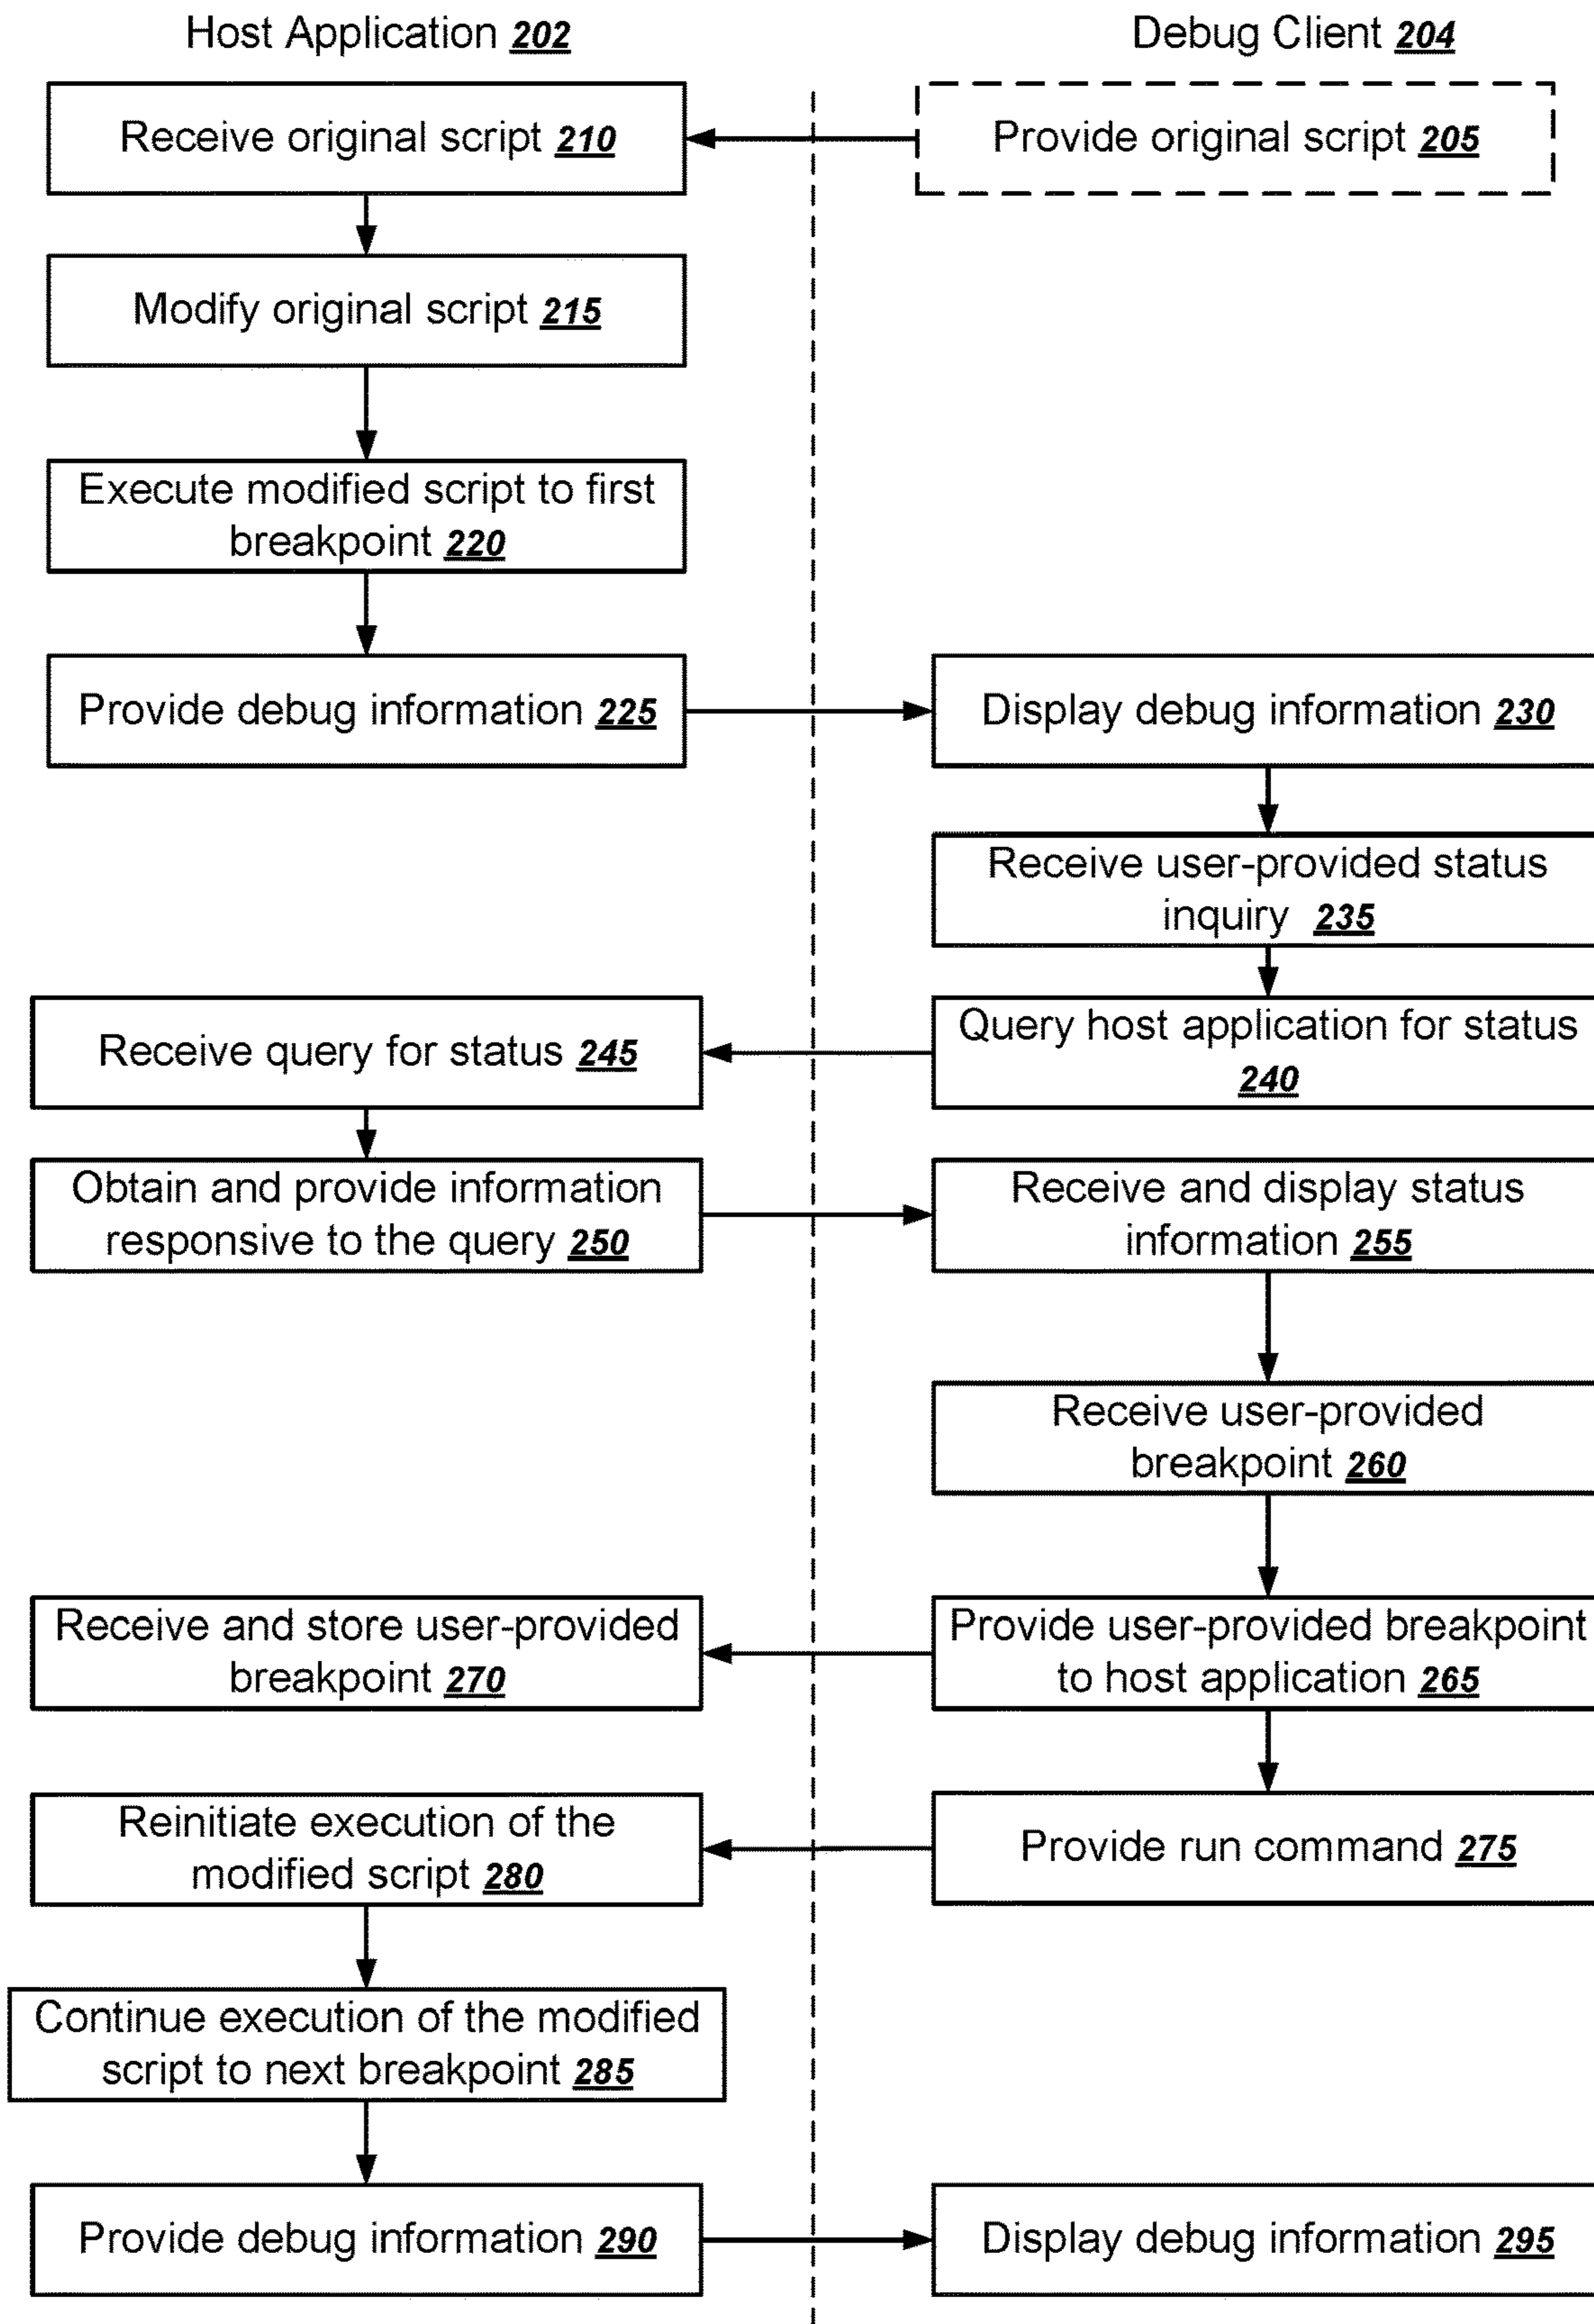 Host Application 202
Debug Client 204
Receive original script 210
Provide original script 205
Modify original script 215
Execute modified script to first
breakpoint 220
Provide debug information 225
Display debug information 230
Receive user-provided status
inquiry 235
Query host application for status
240
Receive query for status 245
Obtain and provide information
responsive to the query 250
Receive and display status
information 255
Receive user-provided
breakpoint 260
Provide user-provided breakpoint
to host application 265
Receive and store user-provided
breakpoint 270
Provide run command 275
Reinitiate execution of the
modified script 280
Continue execution of the modified
script to next breakpoint 285
Provide debug information 290
Display debug information 295